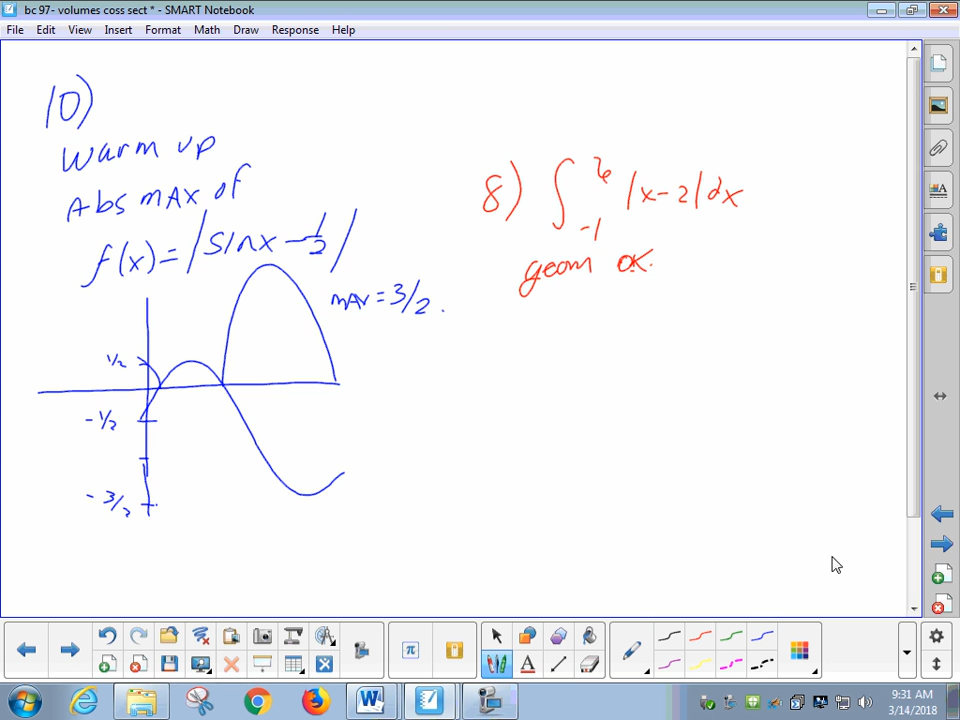 bc 97- volumes coss sect * - SMART Notebook
File Edit View Insert Format Math Draw Response Help
10)
Warm up
Abs max of
f(x) = |sinx - 1/2|
max = 3/2.
1/2
- 1/2
- 3/2
8) ∫_{-1}^{6} |x-2| dx
geom OK.
π
A
9:31 AM
3/14/2018